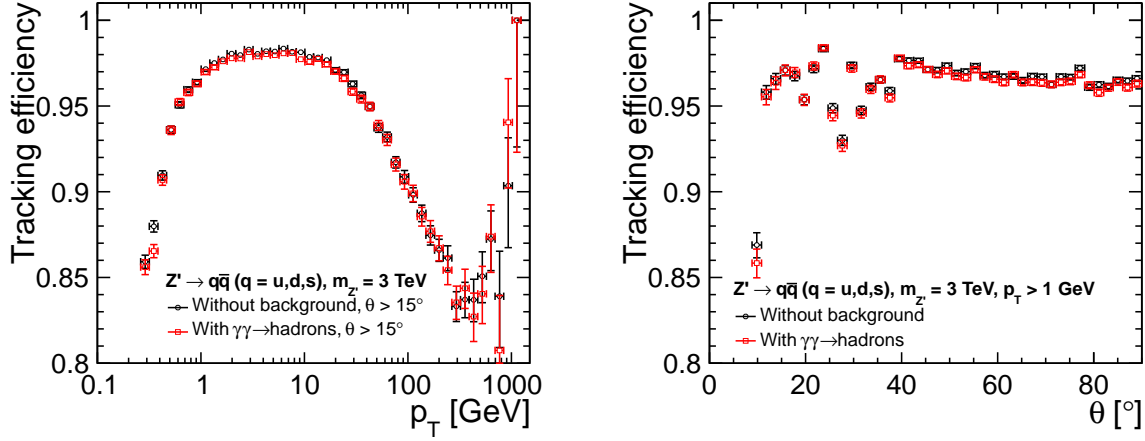 Tracking efficiency
1
0.95
0.9
0.85
0.8
Z' → qq̅ (q = u,d,s), m_Z' = 3 TeV
Without background, θ > 15°
With γγ→hadrons, θ > 15°
0.1 1 10 100 1000
p_T [GeV]
Tracking efficiency
1
0.95
0.9
0.85
0.8
Z' → qq̅ (q = u,d,s), m_Z' = 3 TeV, p_T > 1 GeV
Without background
With γγ→hadrons
0 20 40 60 80
θ [°]